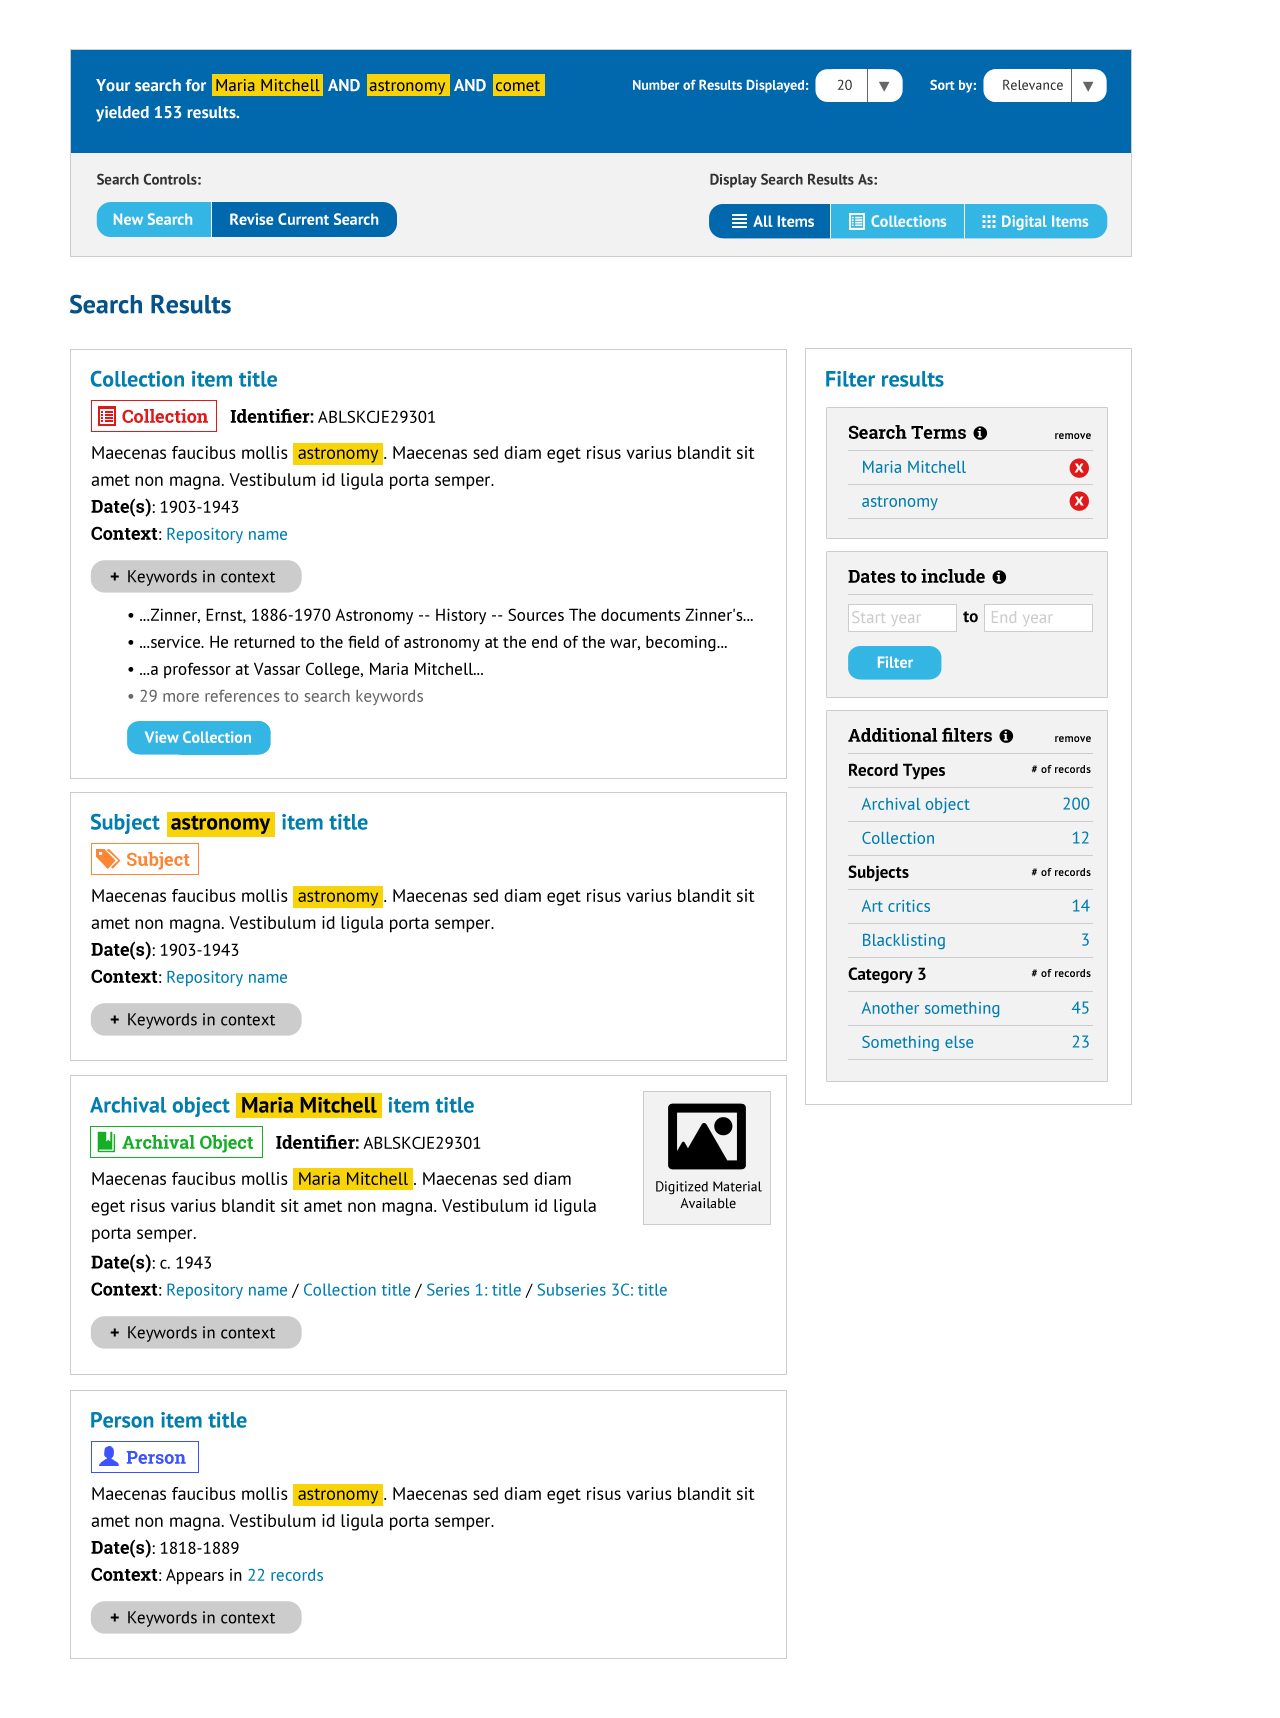 Your search for Maria Mitchell AND astronomy AND comet
yielded 153 results.
Number of Results Displayed: 20 ▼
Sort by: Relevance ▼
Search Controls:
New Search
Revise Current Search
Display Search Results As:
All Items
Collections
Digital Items
Search Results
Collection item title
Collection Identifier: ABLSKCJE29301
Maecenas faucibus mollis astronomy. Maecenas sed diam eget risus varius blandit sit
amet non magna. Vestibulum id ligula porta semper.
Date(s): 1903-1943
Context: Repository name
+ Keywords in context
• ...Zinner, Ernst, 1886-1970 Astronomy -- History -- Sources The documents Zinner's...
• ...service. He returned to the field of astronomy at the end of the war, becoming...
• ...a professor at Vassar College, Maria Mitchell...
• 29 more references to search keywords
View Collection
Subject astronomy item title
Subject
Maecenas faucibus mollis astronomy. Maecenas sed diam eget risus varius blandit sit
amet non magna. Vestibulum id ligula porta semper.
Date(s): 1903-1943
Context: Repository name
+ Keywords in context
Archival object Maria Mitchell item title
Archival Object Identifier: ABLSKCJE29301
Maecenas faucibus mollis Maria Mitchell. Maecenas sed diam
eget risus varius blandit sit amet non magna. Vestibulum id ligula
porta semper.
Date(s): c. 1943
Context: Repository name / Collection title / Series 1: title / Subseries 3C: title
+ Keywords in context
Digitized Material
Available
Person item title
Person
Maecenas faucibus mollis astronomy. Maecenas sed diam eget risus varius blandit sit
amet non magna. Vestibulum id ligula porta semper.
Date(s): 1818-1889
Context: Appears in 22 records
+ Keywords in context
Filter results
Search Terms i remove
Maria Mitchell X
astronomy X
Dates to include i
Start year to End year
Filter
Additional filters i remove
Record Types # of records
Archival object 200
Collection 12
Subjects # of records
Art critics 14
Blacklisting 3
Category 3 # of records
Another something 45
Something else 23